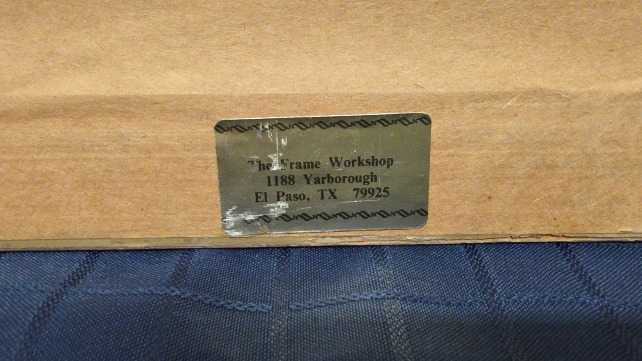 The Frame Workshop
1188 Yarborough
El Paso, TX 79925